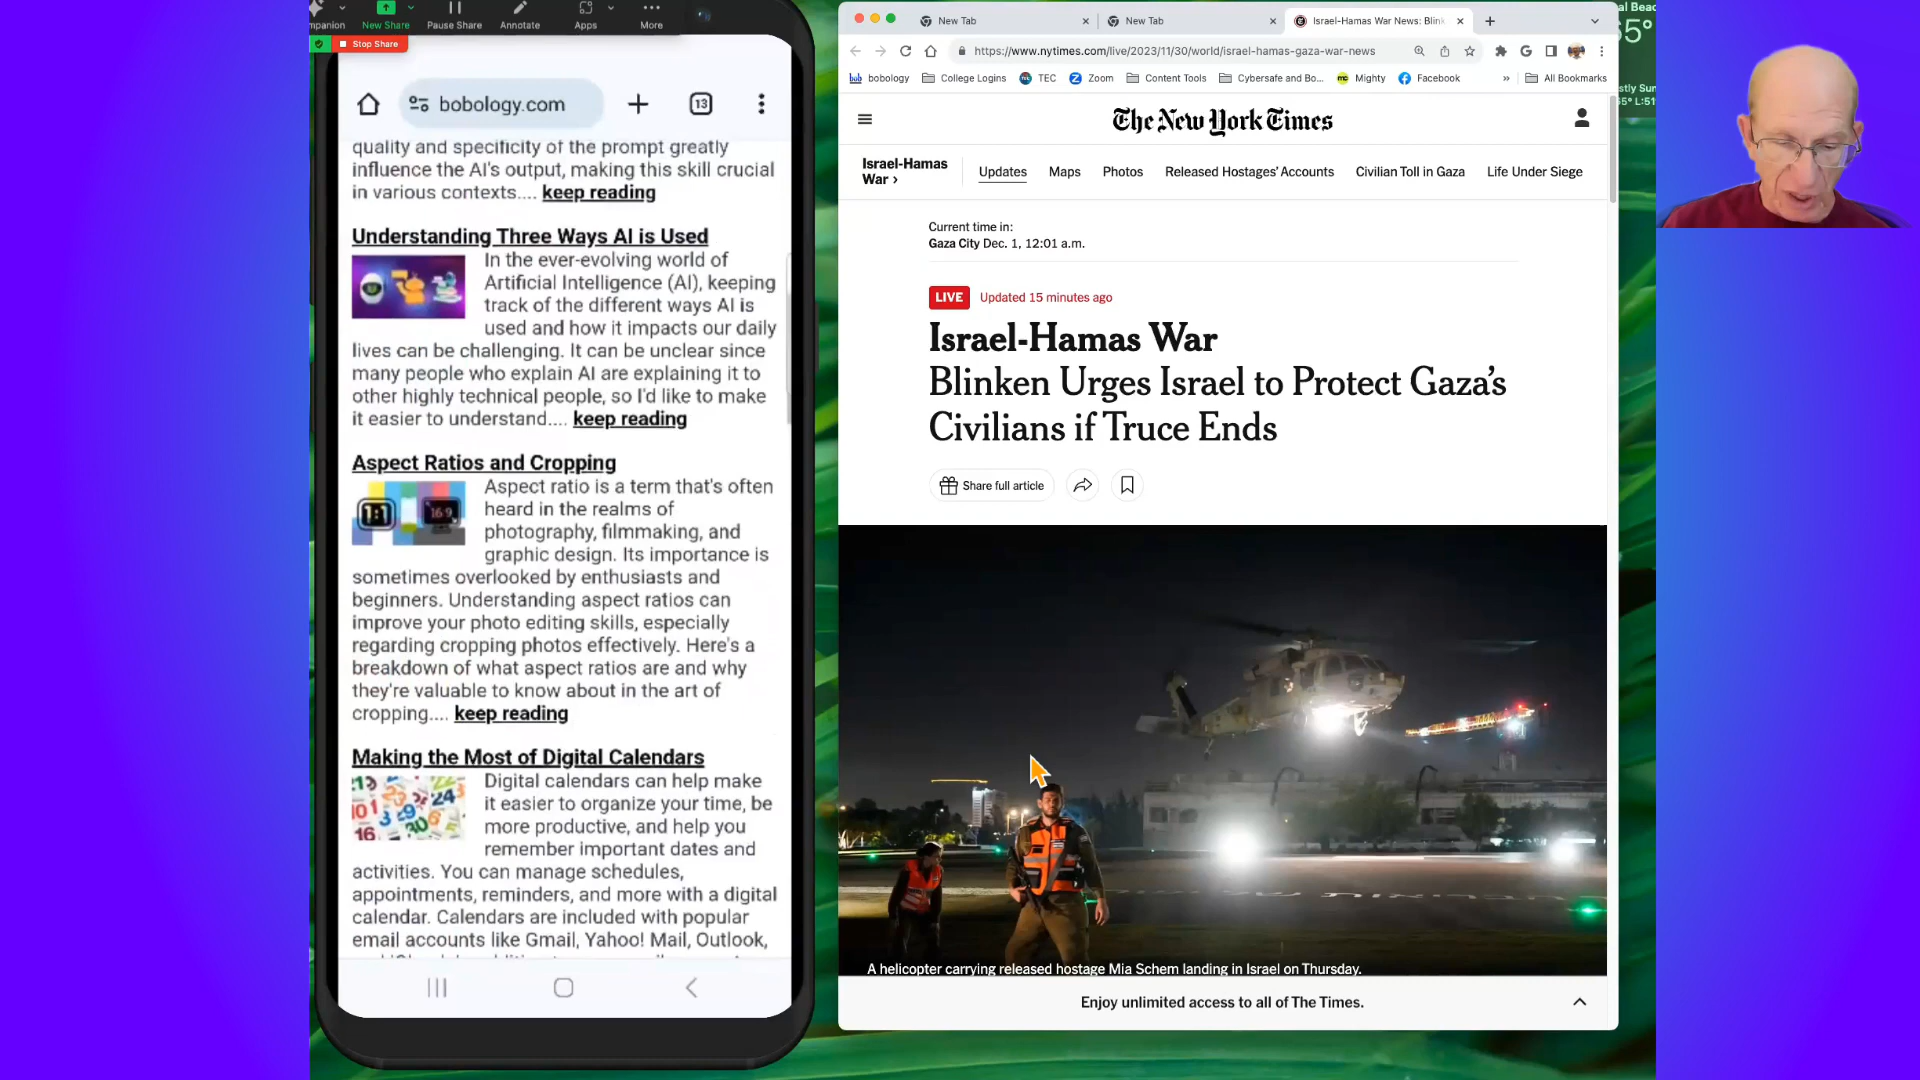 mpanion
New Share
Pause Share
Annotate
Apps
More
Stop Share
bobology.com
13
quality and specificity of the prompt greatly
influence the AI's output, making this skill crucial
in various contexts.... keep reading
Understanding Three Ways AI is Used
In the ever-evolving world of
Artificial Intelligence (AI), keeping
track of the different ways AI is
used and how it impacts our daily
lives can be challenging. It can be unclear since
many people who explain AI are explaining it to
other highly technical people, so I'd like to make
it easier to understand.... keep reading
Aspect Ratios and Cropping
1:1
16:9
Aspect ratio is a term that's often
heard in the realms of
photography, filmmaking, and
graphic design. Its importance is
sometimes overlooked by enthusiasts and
beginners. Understanding aspect ratios can
improve your photo editing skills, especially
regarding cropping photos effectively. Here's a
breakdown of what aspect ratios are and why
they're valuable to know about in the art of
cropping.... keep reading
Making the Most of Digital Calendars
Digital calendars can help make
it easier to organize your time, be
more productive, and help you
remember important dates and
activities. You can manage schedules,
appointments, reminders, and more with a digital
calendar. Calendars are included with popular
email accounts like Gmail, Yahoo! Mail, Outlook,
New Tab
New Tab
Israel-Hamas War News: Blink
https://www.nytimes.com/live/2023/11/30/world/israel-hamas-gaza-war-news
bob bobology
College Logins
TEC
Zoom
Content Tools
Cybersafe and Bo...
Mighty
Facebook
»
All Bookmarks
The New York Times
Israel-Hamas
War ›
Updates
Maps
Photos
Released Hostages' Accounts
Civilian Toll in Gaza
Life Under Siege
Current time in:
Gaza City Dec. 1, 12:01 a.m.
LIVE Updated 15 minutes ago
Israel-Hamas War
Blinken Urges Israel to Protect Gaza's
Civilians if Truce Ends
Share full article
A helicopter carrying released hostage Mia Schem landing in Israel on Thursday.
Enjoy unlimited access to all of The Times.
al Beac
65°
stly Sun